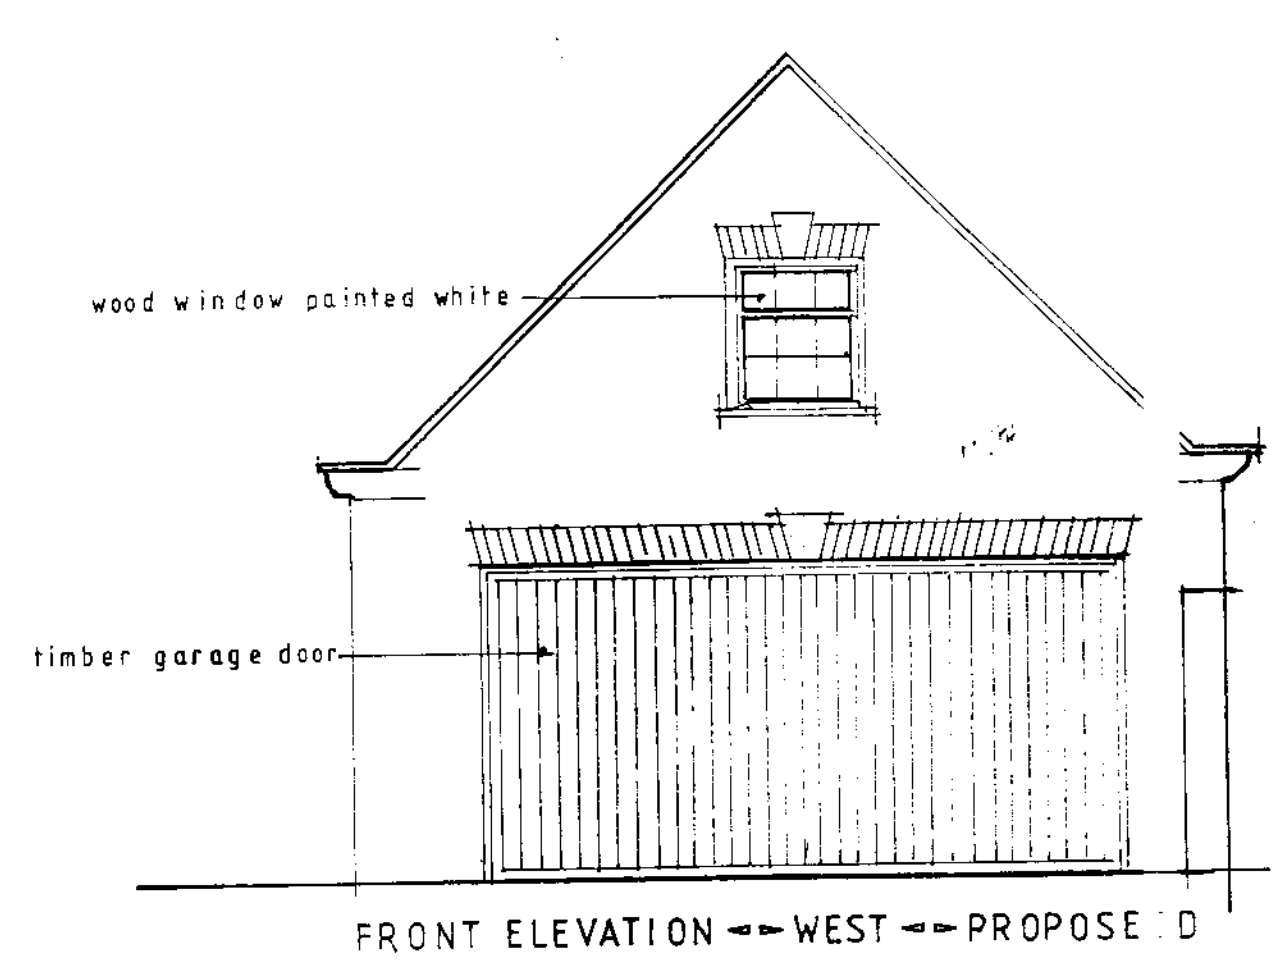 wood window painted white
timber garage door
FRONT ELEVATION WEST PROPOSED